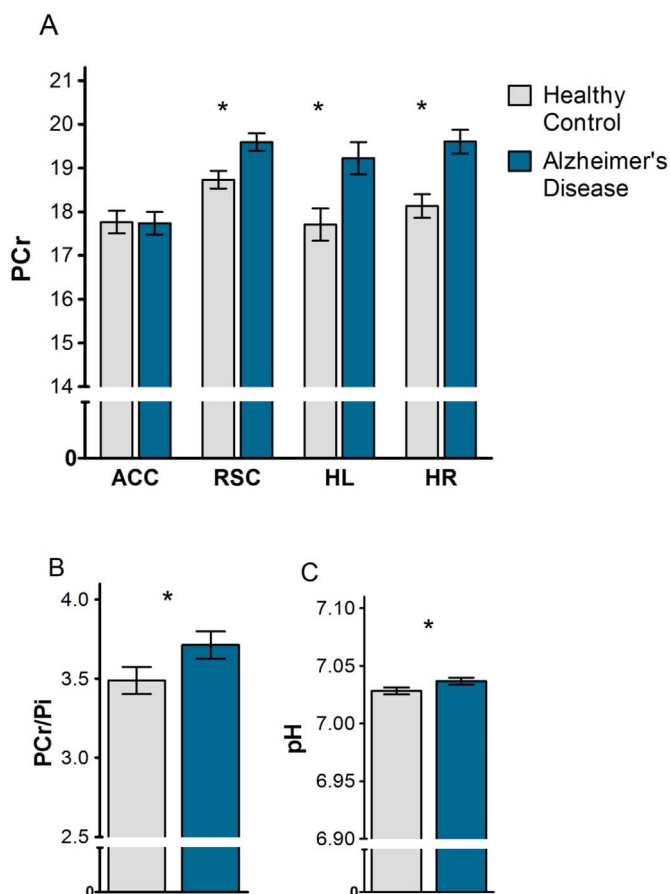 A
21
20
19
18
17
16
15
14
0
PCr
* * *
Healthy
Control
Alzheimer's
Disease
ACC RSC HL HR
B
4.0
3.5
3.0
2.5
0
PCr/Pi
*
C
7.10
7.05
7.00
6.95
6.90
0
pH
*